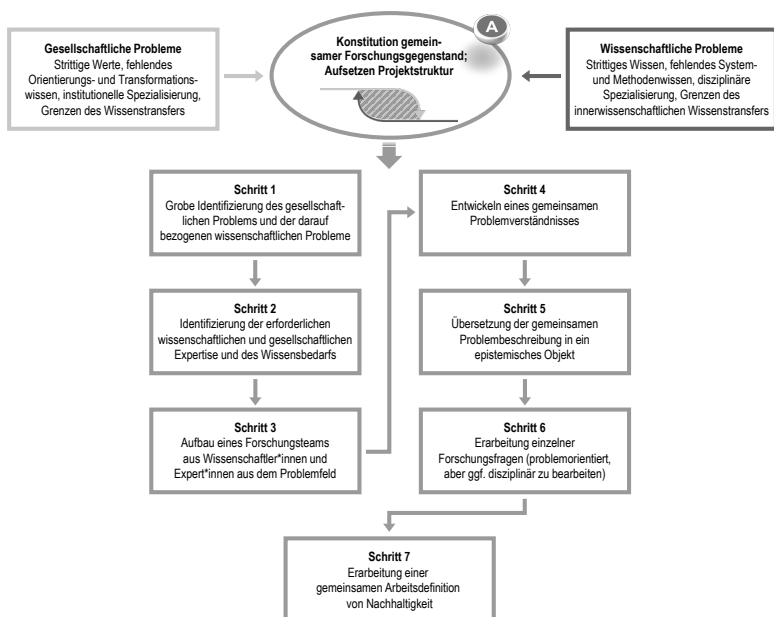 Gesellschaftliche Probleme
Strittige Werte, fehlendes
Orientierungs- und Transformations-
wissen, institutionelle Spezialisierung,
Grenzen des Wissenstransfers
Konstitution gemein-
samer Forschungsgegenstand;
Aufsetzen Projektstruktur
A
Wissenschaftliche Probleme
Strittiges Wissen, fehlendes System-
und Methodenwissen, disziplinäre
Spezialisierung, Grenzen des
innerwissenschaftlichen Wissenstransfers
Schritt 1
Grobe Identifizierung des gesellschaft-
lichen Problems und der darauf
bezogenen wissenschaftlichen Probleme
Schritt 2
Identifizierung der erforderlichen
wissenschaftlichen und gesellschaftlichen
Expertise und des Wissensbedarfs
Schritt 3
Aufbau eines Forschungsteams
aus Wissenschaftler*innen und
Expert*innen aus dem Problemfeld
Schritt 4
Entwickeln eines gemeinsamen
Problemverständnisses
Schritt 5
Übersetzung der gemeinsamen
Problembeschreibung in ein
epistemisches Objekt
Schritt 6
Erarbeitung einzelner
Forschungsfragen (problemorientiert,
aber ggf. disziplinär zu bearbeiten)
Schritt 7
Erarbeitung einer
gemeinsamen Arbeitsdefinition
von Nachhaltigkeit